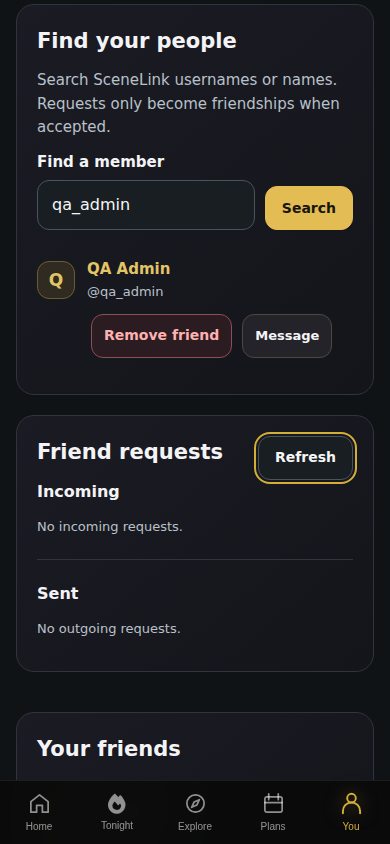 Find your people
Search SceneLink usernames or names.
Requests only become friendships when
accepted.
Find a member
qa_admin
Search
Q
QA Admin
@qa_admin
Remove friend
Message
Friend requests
Refresh
Incoming
No incoming requests.
Sent
No outgoing requests.
Your friends
Home
Tonight
Explore
Plans
You